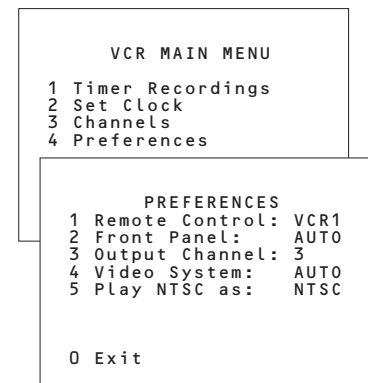 VCR MAIN MENU
1 Timer Recordings
2 Set Clock
3 Channels
4 Preferences
PREFERENCES
1 Remote Control: VCR1
2 Front Panel: AUTO
3 Output Channel: 3
4 Video System: AUTO
5 Play NTSC as: NTSC
0 Exit